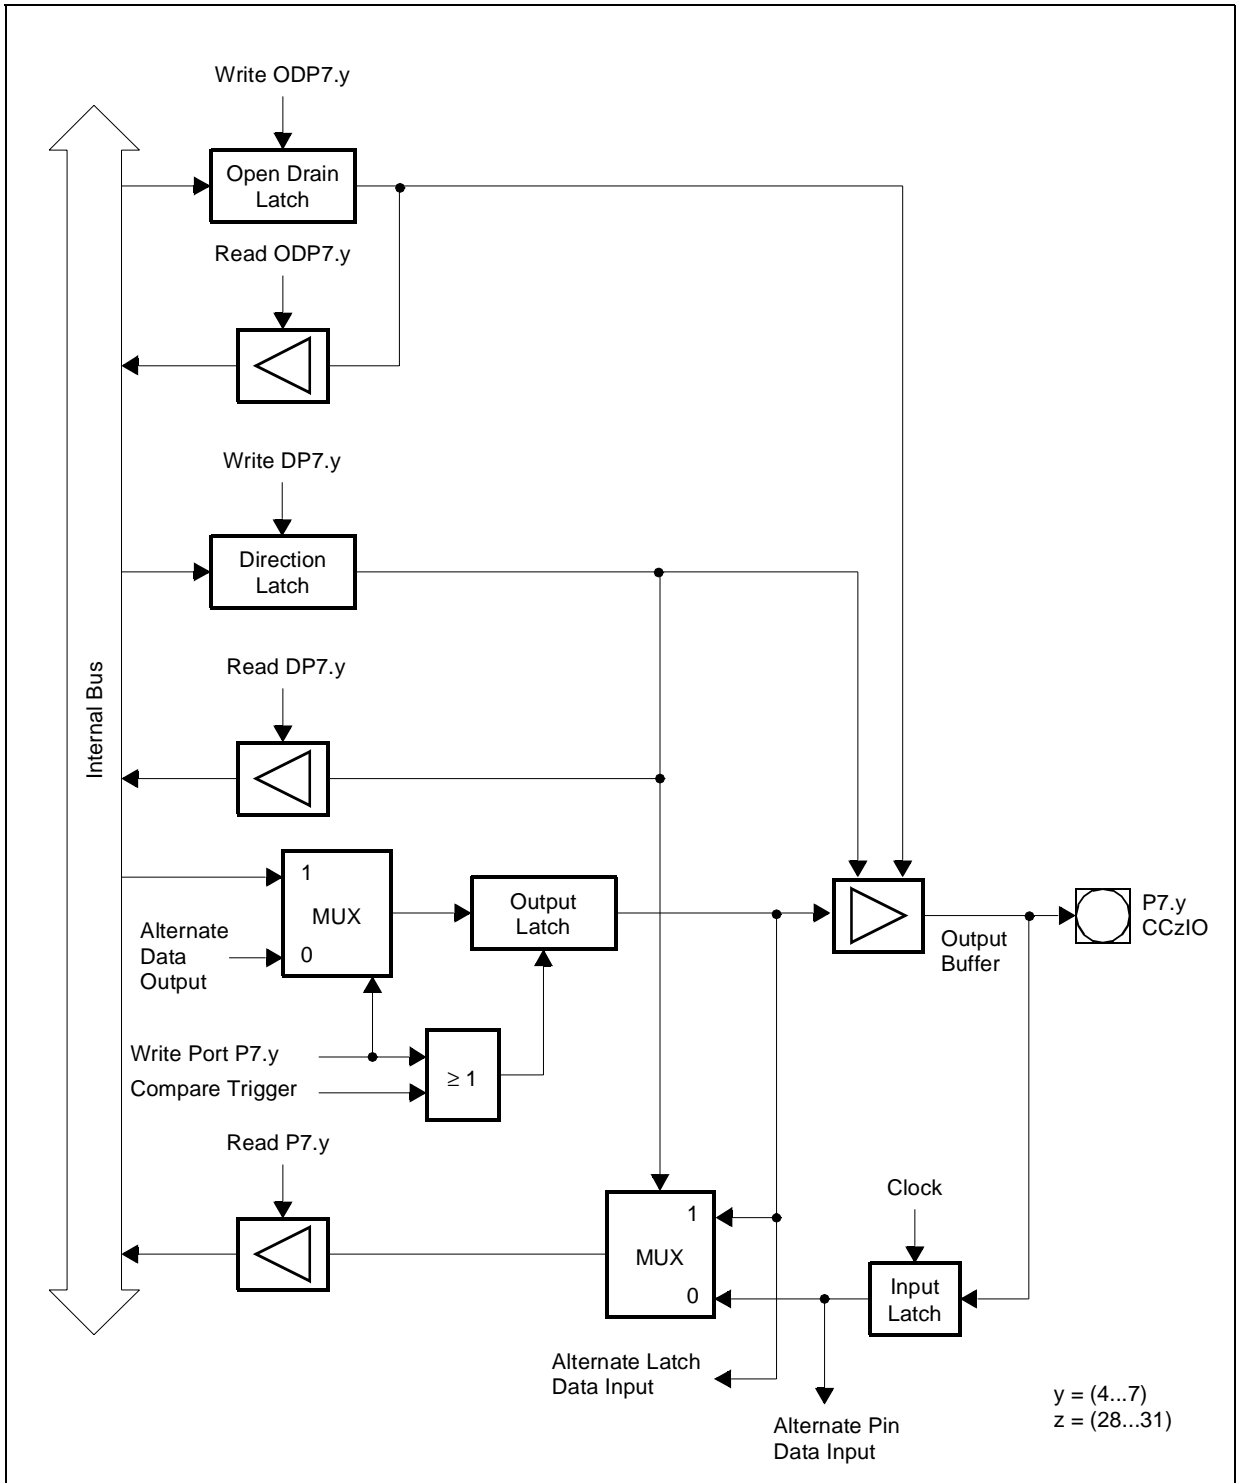 Write ODP7.y
Open Drain
Latch
Read ODP7.y
Write DP7.y
Direction
Latch
Read DP7.y
Internal Bus
1
MUX
0
Alternate
Data
Output
Output
Latch
Output
Buffer
P7.y
CCzIO
Write Port P7.y
Compare Trigger
≥ 1
Read P7.y
1
MUX
0
Clock
Input
Latch
Alternate Latch
Data Input
Alternate Pin
Data Input
y = (4...7)
z = (28...31)